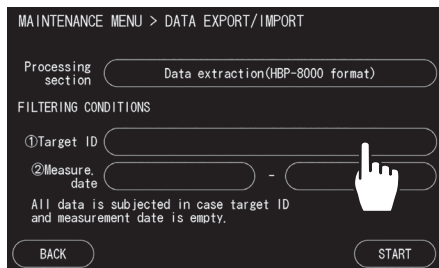 MAINTENANCE MENU > DATA EXPORT/IMPORT
Processing section
Data extraction(HBP-8000 format)
FILTERING CONDITIONS
①Target ID
②Measure. date
-
All data is subjected in case target ID
and measurement date is empty.
BACK
START